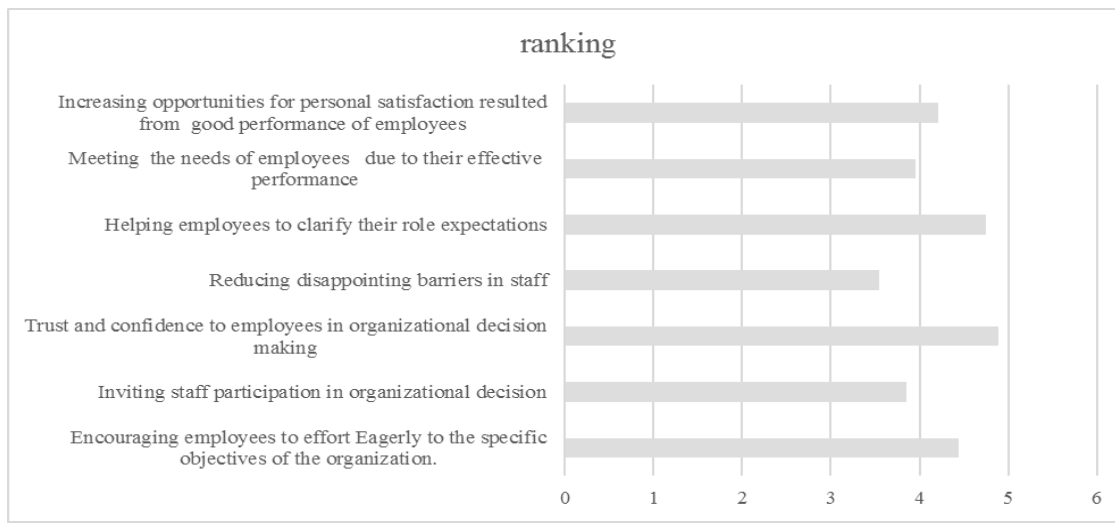 ranking
Increasing opportunities for personal satisfaction resulted
from good performance of employees
Meeting the needs of employees due to their effective
performance
Helping employees to clarify their role expectations
Reducing disappointing barriers in staff
Trust and confidence to employees in organizational decision
making
Inviting staff participation in organizational decision
Encouraging employees to effort Eagerly to the specific
objectives of the organization.
0 1 2 3 4 5 6